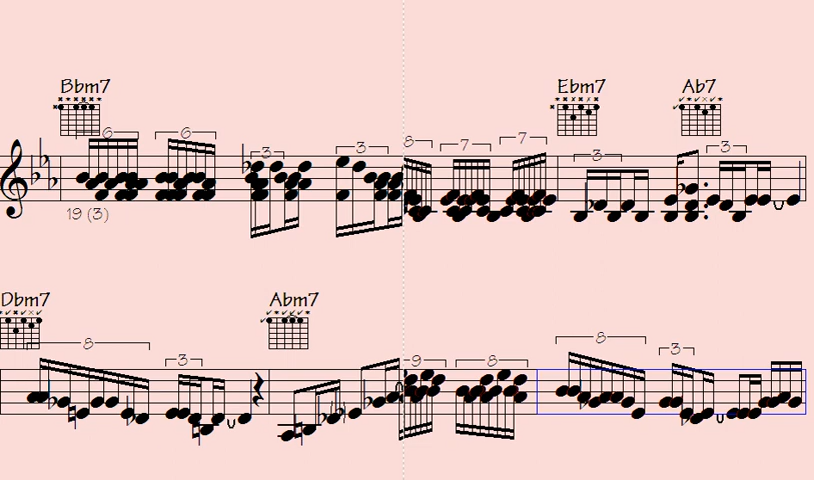 Bbm7 Ebm7 Ab7
6 6 3 3 8 7 7 3 3
19 (3)
Dbm7 Abm7
8 3 9 8 8 3